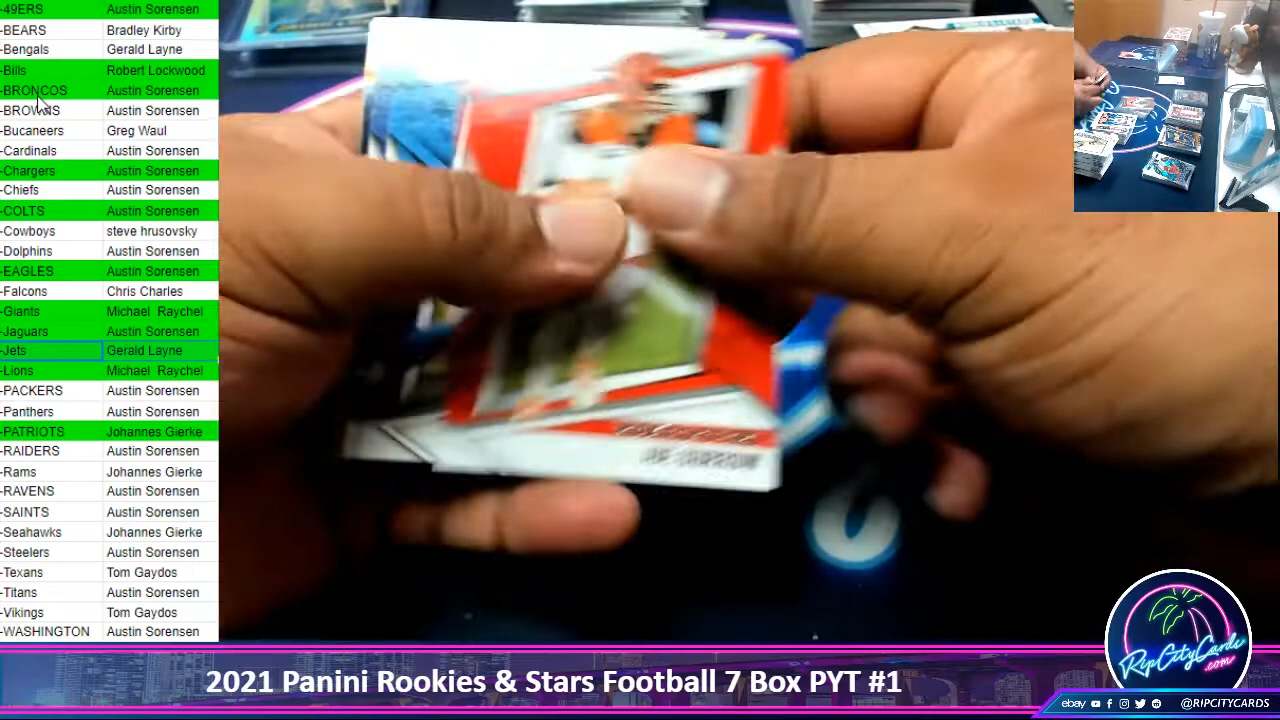 -49ERS Austin Sorensen
-BEARS Bradley Kirby
-Bengals Gerald Layne
-Bills Robert Lockwood
-BRONCOS Austin Sorensen
-BROWNS Austin Sorensen
-Bucaneers Greg Waul
-Cardinals Austin Sorensen
-Chargers Austin Sorensen
-Chiefs Austin Sorensen
-COLTS Austin Sorensen
-Cowboys steve hrusovsky
-Dolphins Austin Sorensen
-EAGLES Austin Sorensen
-Falcons Chris Charles
-Giants Michael Raychel
-Jaguars Austin Sorensen
-Jets Gerald Layne
-Lions Michael Raychel
-PACKERS Austin Sorensen
-Panthers Austin Sorensen
-PATRIOTS Johannes Gierke
-RAIDERS Austin Sorensen
-Rams Johannes Gierke
-RAVENS Austin Sorensen
-SAINTS Austin Sorensen
-Seahawks Johannes Gierke
-Steelers Austin Sorensen
-Texans Tom Gaydos
-Titans Austin Sorensen
-Vikings Tom Gaydos
-WASHINGTON Austin Sorensen
JOE BURROW
RipCityCards
.com
2021 Panini Rookies & Stars Football 7 Box PYT #1
ebay @RIPCITYCARDS